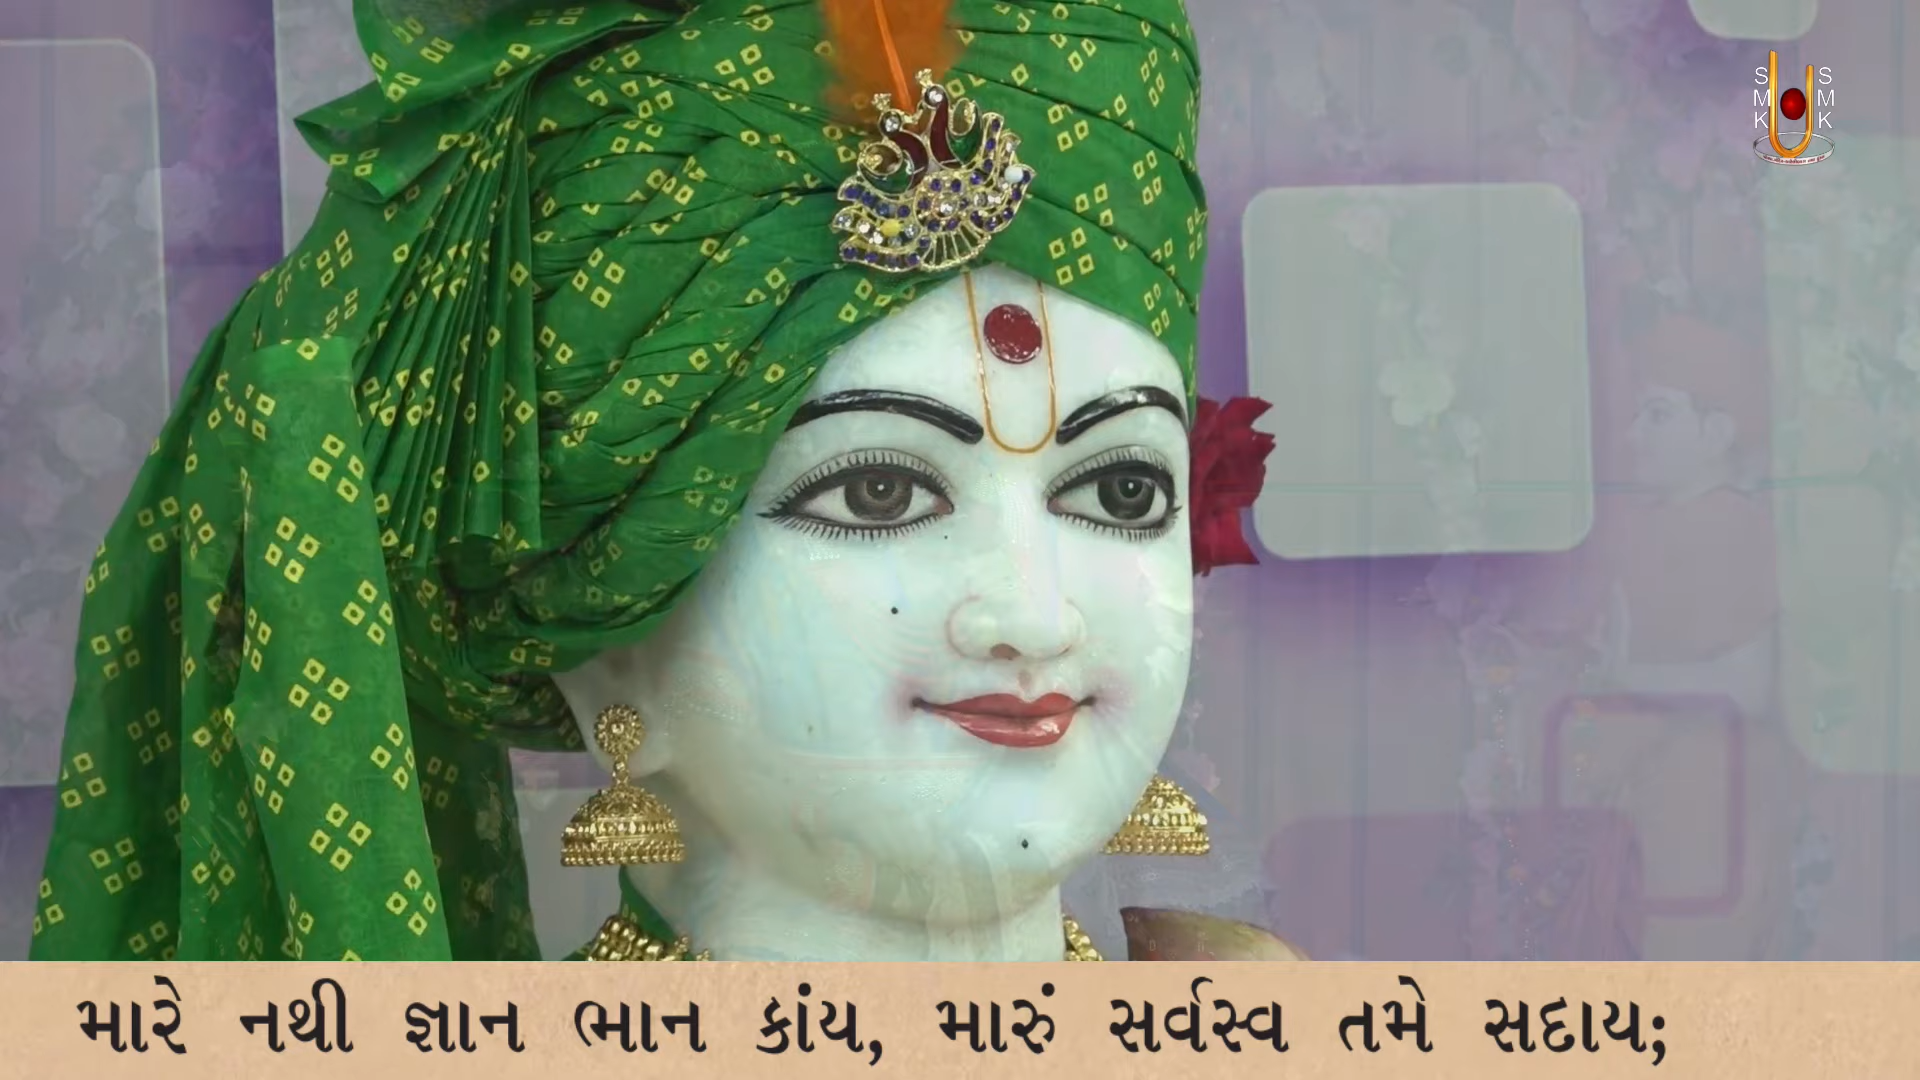 S S
M M
K K
મારે નથી જ્ઞાન ભાન કાંય, મારું સર્વસ્વ તમે સદાય;